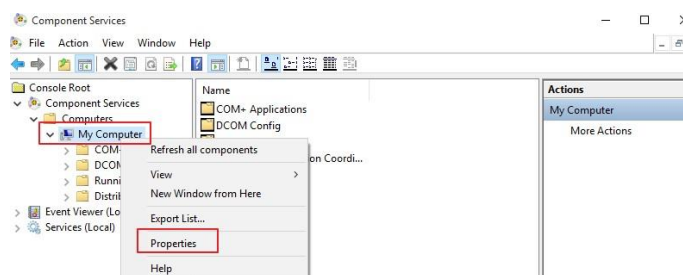 Component Services
File Action View Window Help
Console Root
Component Services
Computers
My Computer
COM
DCOM
Runni
Distril
Event Viewer (Lo
Services (Local)
Name
COM+ Applications
DCOM Config
on Coordi...
Refresh all components
View
New Window from Here
Export List...
Properties
Help
Actions
My Computer
More Actions